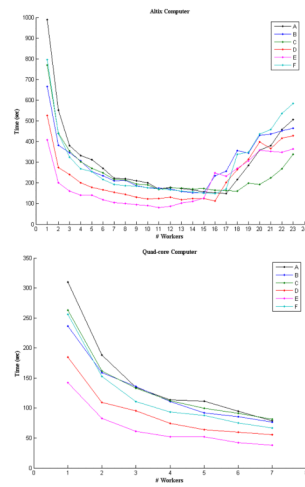 Altix Computer
1000
900
800
700
600
500
400
300
200
100
0
Time (sec)
0 1 2 3 4 5 6 7 8 9 10 11 12 13 14 15 16 17 18 19 20 21 22 23 24
# Workers
A
B
C
D
E
F
Quad-core Computer
350
300
250
200
150
100
50
0
Time (sec)
0 1 2 3 4 5 6 7
# Workers
A
B
C
D
E
F